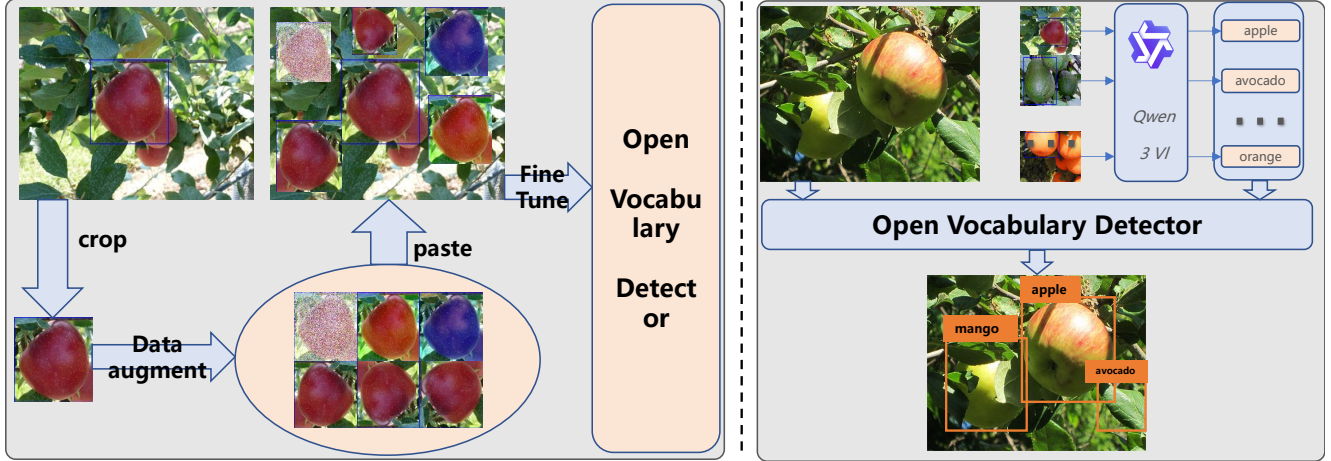 crop
Data
augment
paste
Fine
Tune
Open
Vocabu
lary
Detect
or
Qwen
3 Vl
apple
avocado
orange
Open Vocabulary Detector
apple
mango
avocado